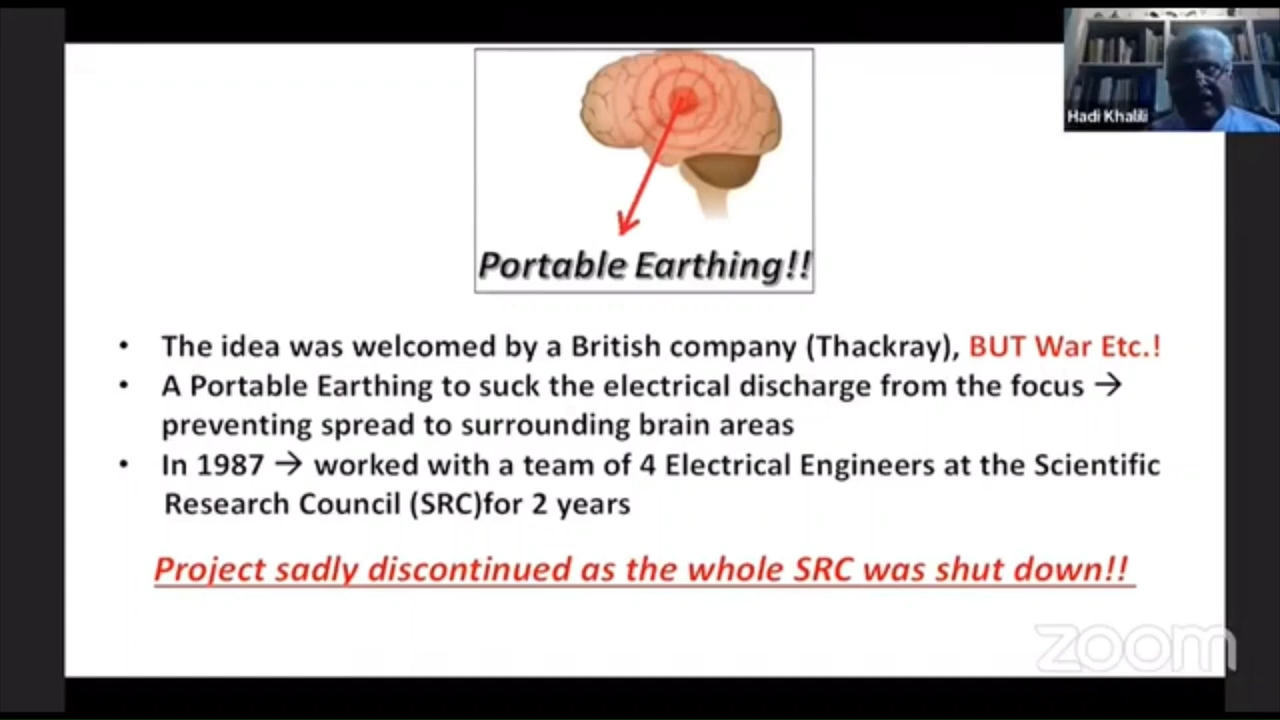 Hadi Khalili
Portable Earthing!!
• The idea was welcomed by a British company (Thackray), BUT War Etc.!
• A Portable Earthing to suck the electrical discharge from the focus →
preventing spread to surrounding brain areas
• In 1987 → worked with a team of 4 Electrical Engineers at the Scientific
Research Council (SRC)for 2 years
Project sadly discontinued as the whole SRC was shut down!!
zoom